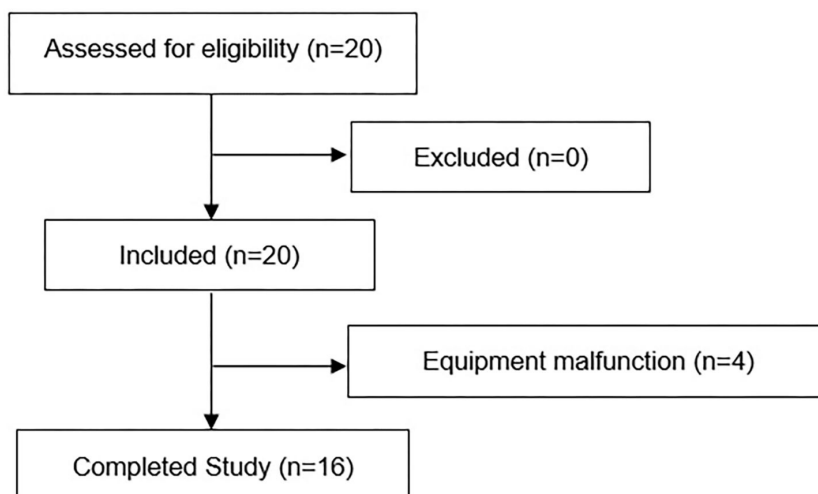 Assessed for eligibility (n=20)
Excluded (n=0)
Included (n=20)
Equipment malfunction (n=4)
Completed Study (n=16)